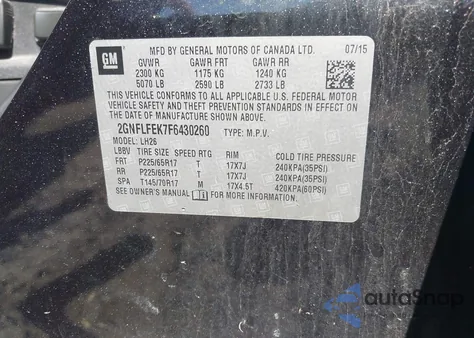 GM
MFD BY GENERAL MOTORS OF CANADA LTD. 07/15
GVWR GAWR FRT GAWR RR
2300 KG 1175 KG 1240 KG
5070 LB 2590 LB 2733 LB
THIS VEHICLE CONFORMS TO ALL APPLICABLE U.S. FEDERAL MOTOR
VEHICLE SAFETY AND THEFT PREVENTION STANDARDS IN EFFECT ON
THE DATE OF MANUFACTURE SHOWN ABOVE.
2GNFLFEK7F6430260 TYPE: M.P.V.
MODEL: LH26
LBBV TIRE SIZE SPEED RTG RIM COLD TIRE PRESSURE
FRT P225/65R17 T 17X7J 240KPA(35PSI)
RR P225/65R17 T 17X7J 240KPA(35PSI)
SPA T145/70R17 M 17X4.5T 420KPA(60PSI)
SEE OWNER'S MANUAL FOR MORE INFORMATION.
autoSnap